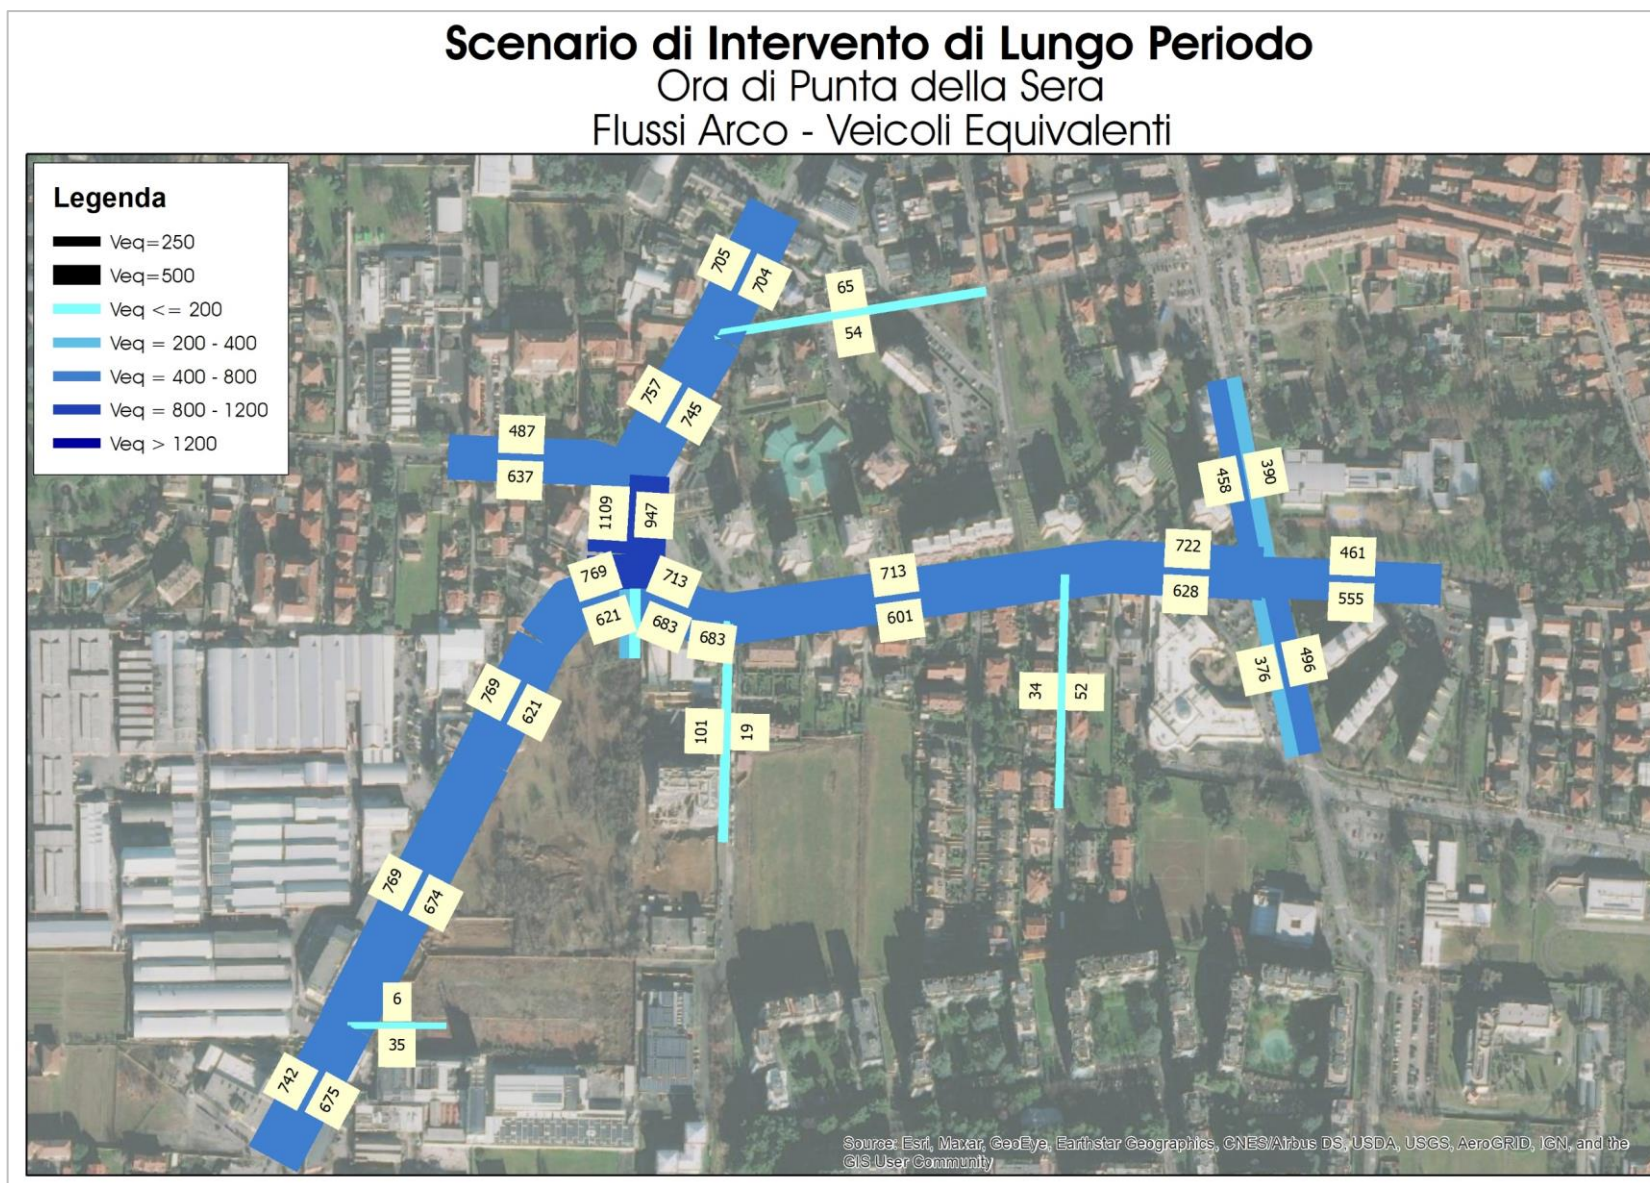 Scenario di Intervento di Lungo Periodo
Ora di Punta della Sera
Flussi Arco - Veicoli Equivalenti
Legenda
Veq=250
Veq=500
Veq <= 200
Veq = 200 - 400
Veq = 400 - 800
Veq = 800 - 1200
Veq > 1200
705
704
65
54
757
745
487
637
1109
947
458
390
769
713
621
683
683
713
601
722
628
461
555
376
496
769
621
101
19
34
52
769
674
6
35
742
675
Source: Esri, Maxar, GeoEye, Earthstar Geographics, CNES/Airbus DS, USDA, USGS, AeroGRID, IGN, and the
GIS User Community